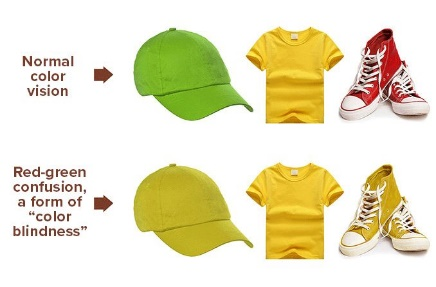 Normal
color
vision
Red-green
confusion,
a form of
“color
blindness”